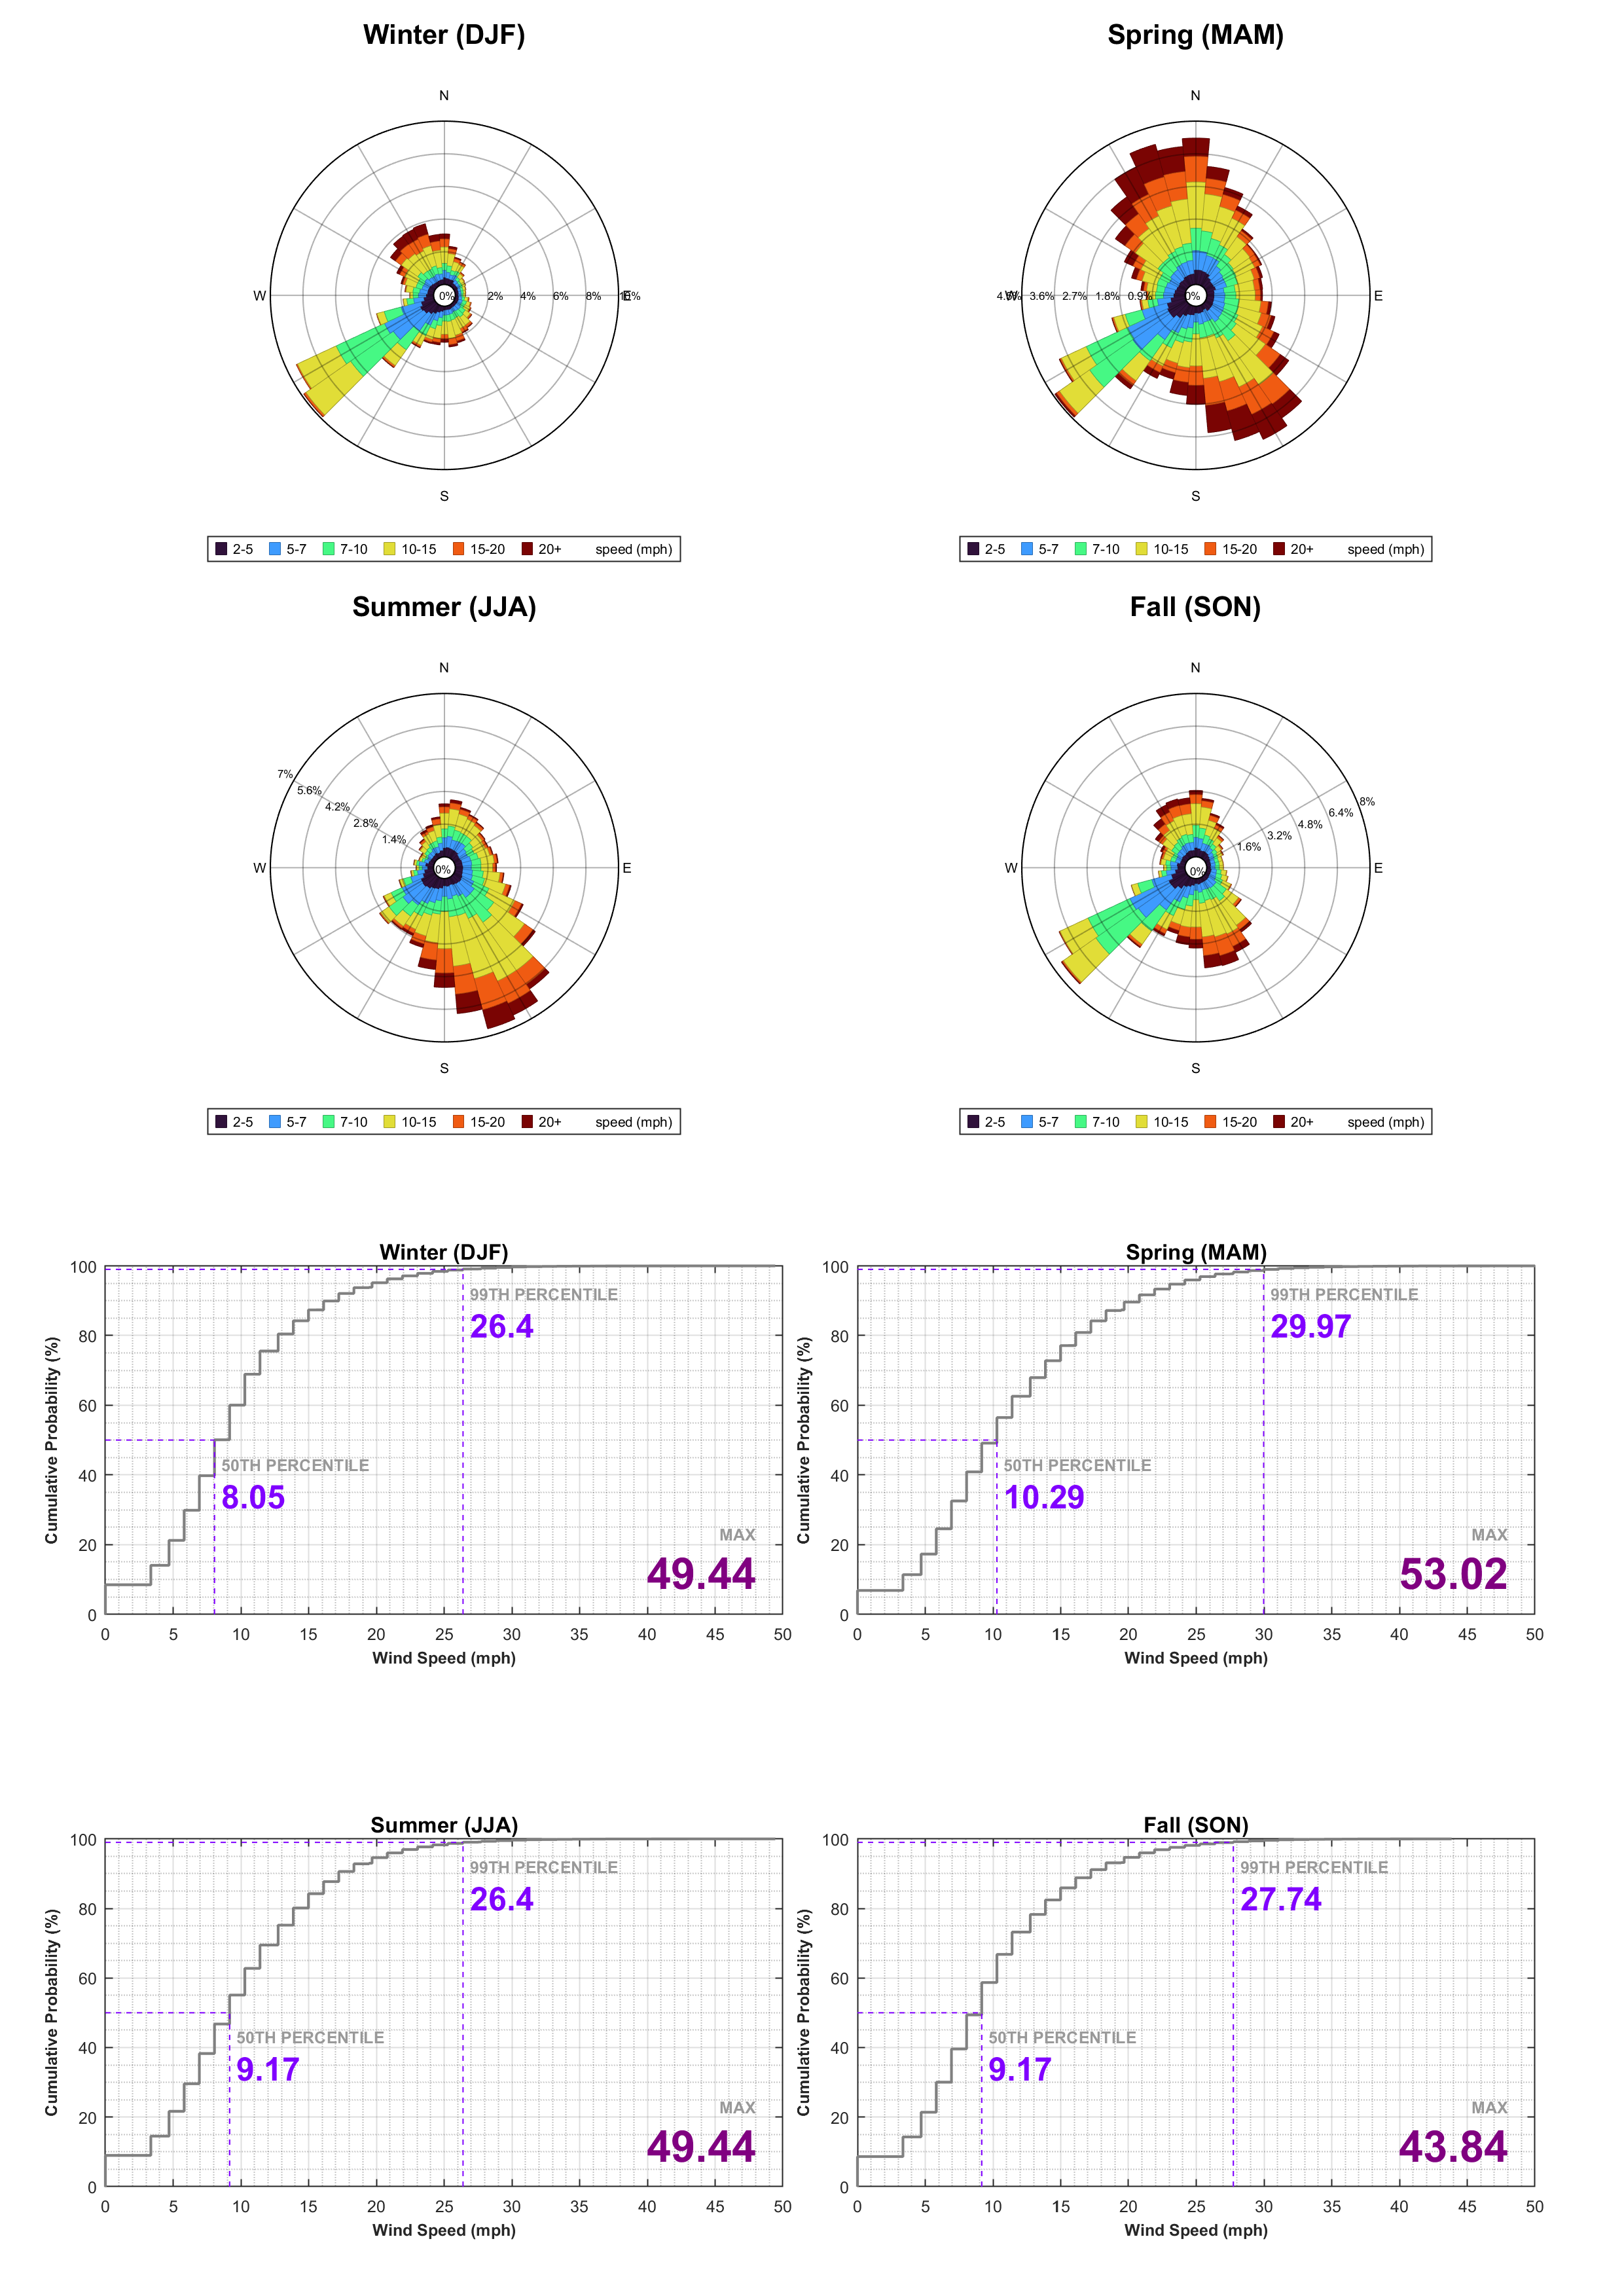 Winter (DJF) Spring (MAM)
N N
W 0% 2% 4% 6% 8% 10% E 4.5% W 3.6% 2.7% 1.8% 0.9% 0% E
S S
2-5 5-7 7-10 10-15 15-20 20+ speed (mph) 2-5 5-7 7-10 10-15 15-20 20+ speed (mph)
Summer (JJA) Fall (SON)
N N
7%
5.6% 8%
4.2% 6.4%
2.8% 4.8%
1.4% 3.2%
1.6%
W 0% E W 0% E
S S
2-5 5-7 7-10 10-15 15-20 20+ speed (mph) 2-5 5-7 7-10 10-15 15-20 20+ speed (mph)
Winter (DJF)
100
80
60
40
20
0
Cumulative Probability (%)
99TH PERCENTILE
26.4
50TH PERCENTILE
8.05
MAX
49.44
0 5 10 15 20 25 30 35 40 45 50
Wind Speed (mph)
Spring (MAM)
100
80
60
40
20
0
Cumulative Probability (%)
99TH PERCENTILE
29.97
50TH PERCENTILE
10.29
MAX
53.02
0 5 10 15 20 25 30 35 40 45 50
Wind Speed (mph)
Summer (JJA)
100
80
60
40
20
0
Cumulative Probability (%)
99TH PERCENTILE
26.4
50TH PERCENTILE
9.17
MAX
49.44
0 5 10 15 20 25 30 35 40 45 50
Wind Speed (mph)
Fall (SON)
100
80
60
40
20
0
Cumulative Probability (%)
99TH PERCENTILE
27.74
50TH PERCENTILE
9.17
MAX
43.84
0 5 10 15 20 25 30 35 40 45 50
Wind Speed (mph)